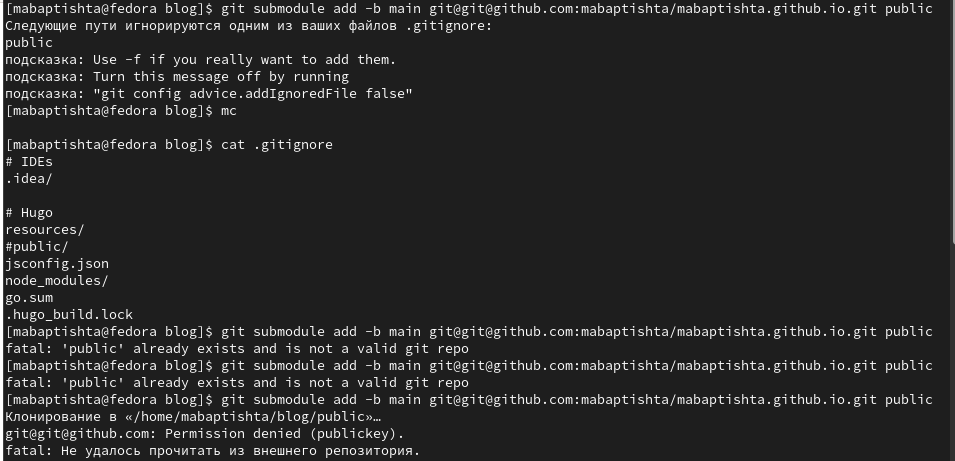 [mabaptishta@fedora blog]$ git submodule add -b main git@git@github.com:mabaptishta/mabaptishta.github.io.git public
Следующие пути игнорируются одним из ваших файлов .gitignore:
public
подсказка: Use -f if you really want to add them.
подсказка: Turn this message off by running
подсказка: "git config advice.addIgnoredFile false"
[mabaptishta@fedora blog]$ mc
[mabaptishta@fedora blog]$ cat .gitignore
# IDEs
.idea/
# Hugo
resources/
#public/
jsconfig.json
node_modules/
go.sum
.hugo_build.lock
[mabaptishta@fedora blog]$ git submodule add -b main git@git@github.com:mabaptishta/mabaptishta.github.io.git public
fatal: 'public' already exists and is not a valid git repo
[mabaptishta@fedora blog]$ git submodule add -b main git@git@github.com:mabaptishta/mabaptishta.github.io.git public
fatal: 'public' already exists and is not a valid git repo
[mabaptishta@fedora blog]$ git submodule add -b main git@git@github.com:mabaptishta/mabaptishta.github.io.git public
Клонирование в «/home/mabaptishta/blog/public»…
git@git@github.com: Permission denied (publickey).
fatal: Не удалось прочитать из внешнего репозитория.